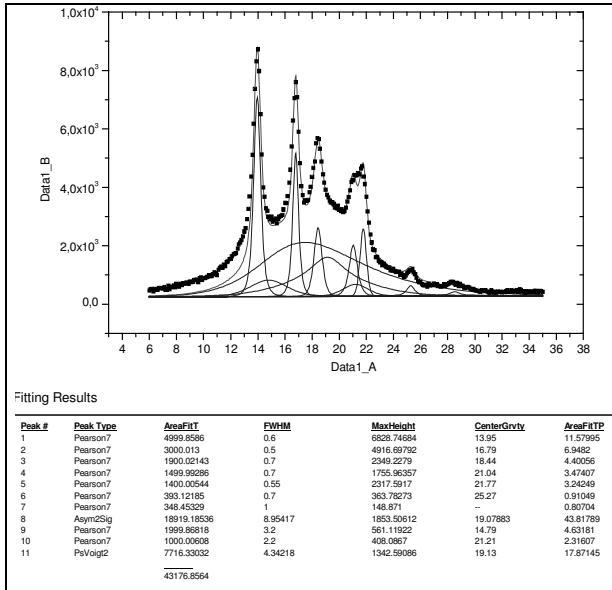 1,0x10⁴
8,0x10³
6,0x10³
4,0x10³
2,0x10³
0,0
Data1_B
4 6 8 10 12 14 16 18 20 22 24 26 28 30 32 34 36 38
Data1_A
Fitting Results
Peak # Peak Type AreaFitT FWHM MaxHeight CenterGrvty AreaFitTP
1 Pearson7 4999.8586 0.6 6828.74684 13.95 11.57995
2 Pearson7 3000.013 0.5 4916.69792 16.79 6.9482
3 Pearson7 1900.02143 0.7 2349.2279 18.44 4.40056
4 Pearson7 1499.99286 0.7 1755.96357 21.04 3.47407
5 Pearson7 1400.00544 0.55 2317.5917 21.77 3.24249
6 Pearson7 393.12185 0.7 363.78273 25.27 0.91049
7 Pearson7 348.45329 1 148.871 -- 0.80704
8 Asym2Sig 18919.18536 8.95417 1853.50612 19.07883 43.81789
9 Pearson7 1999.86818 3.2 561.11922 14.79 4.63181
10 Pearson7 1000.00608 2.2 408.0867 21.21 2.31607
11 PsVoigt2 7716.33032 4.34218 1342.59086 19.13 17.87145
43176.8564